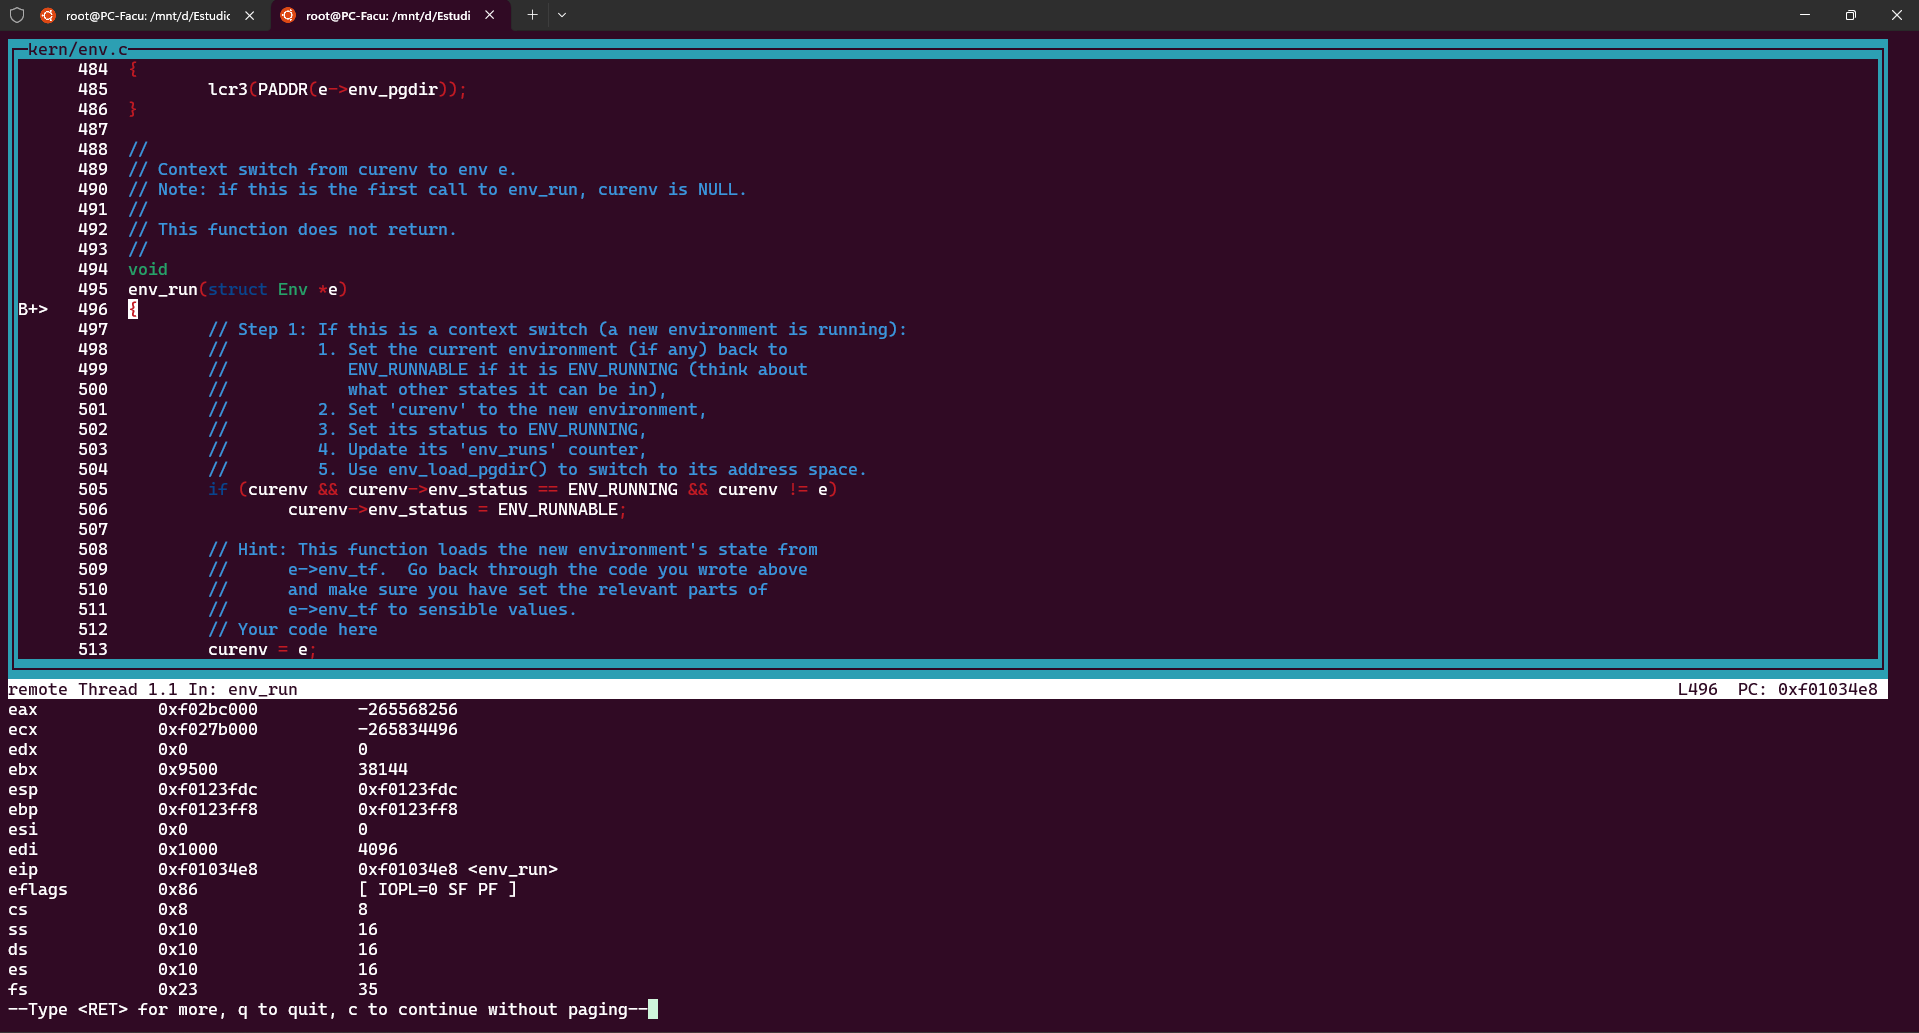 root@PC-Facu: /mnt/d/Estudic
root@PC-Facu: /mnt/d/Estudi
kern/env.c
484 {
485 lcr3(PADDR(e->env_pgdir));
486 }
487
488 //
489 // Context switch from curenv to env e.
490 // Note: if this is the first call to env_run, curenv is NULL.
491 //
492 // This function does not return.
493 //
494 void
495 env_run(struct Env *e)
B+> 496 {
497 // Step 1: If this is a context switch (a new environment is running):
498 // 1. Set the current environment (if any) back to
499 // ENV_RUNNABLE if it is ENV_RUNNING (think about
500 // what other states it can be in),
501 // 2. Set 'curenv' to the new environment,
502 // 3. Set its status to ENV_RUNNING,
503 // 4. Update its 'env_runs' counter,
504 // 5. Use env_load_pgdir() to switch to its address space.
505 if (curenv && curenv->env_status == ENV_RUNNING && curenv != e)
506 curenv->env_status = ENV_RUNNABLE;
507
508 // Hint: This function loads the new environment's state from
509 // e->env_tf. Go back through the code you wrote above
510 // and make sure you have set the relevant parts of
511 // e->env_tf to sensible values.
512 // Your code here
513 curenv = e;
remote Thread 1.1 In: env_run L496 PC: 0xf01034e8
eax 0xf02bc000 -265568256
ecx 0xf027b000 -265834496
edx 0x0 0
ebx 0x9500 38144
esp 0xf0123fdc 0xf0123fdc
ebp 0xf0123ff8 0xf0123ff8
esi 0x0 0
edi 0x1000 4096
eip 0xf01034e8 0xf01034e8 <env_run>
eflags 0x86 [ IOPL=0 SF PF ]
cs 0x8 8
ss 0x10 16
ds 0x10 16
es 0x10 16
fs 0x23 35
--Type <RET> for more, q to quit, c to continue without paging--